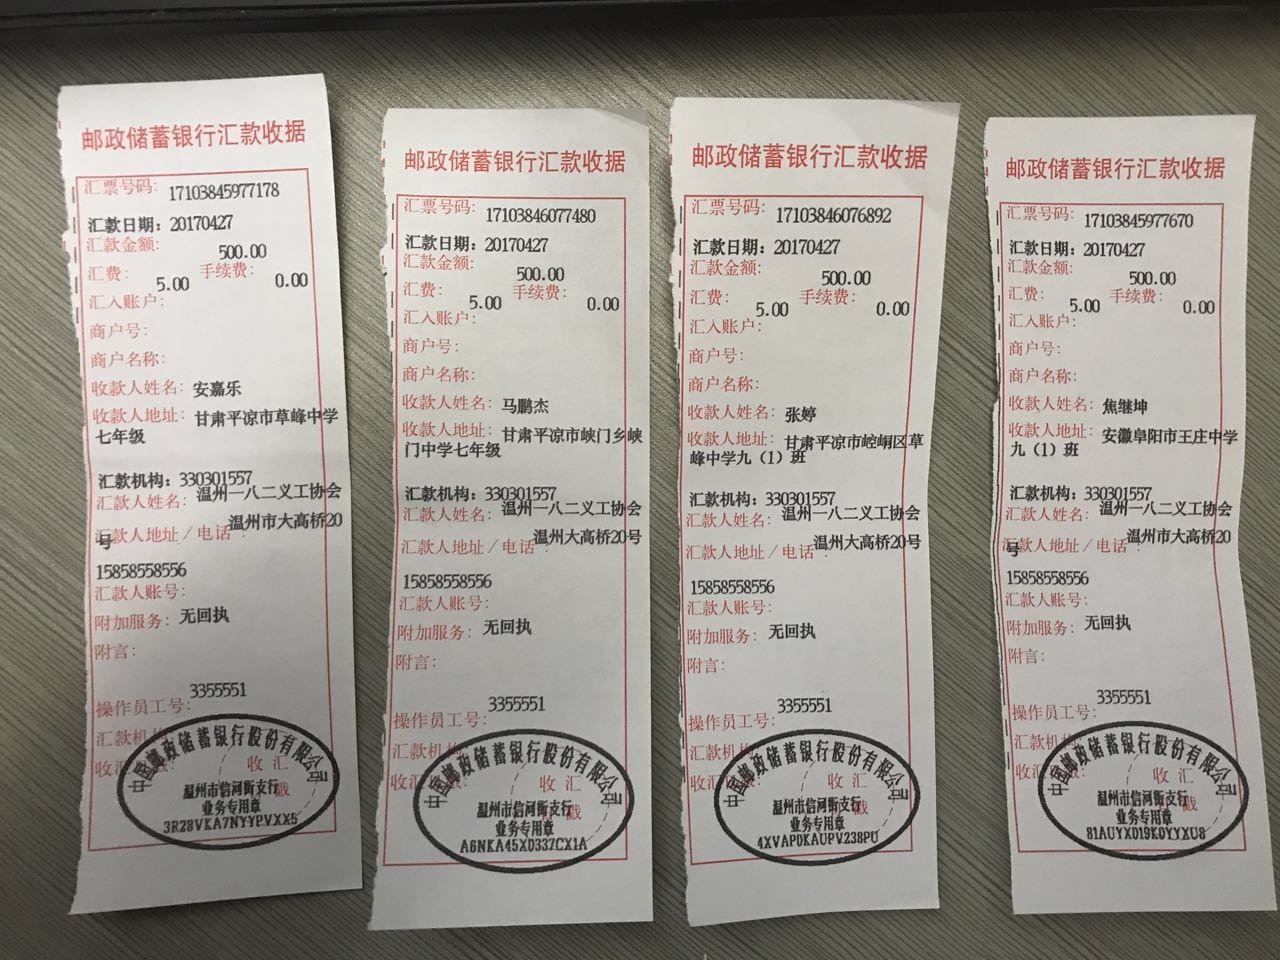 邮政储蓄银行汇款收据
汇票号码: 17103845977178
汇款日期: 20170427
汇款金额: 500.00
汇费: 5.00 手续费: 0.00
汇入账户:
商户号:
商户名称:
收款人姓名: 安嘉乐
收款人地址: 甘肃平凉市草峰中学
七年级
汇款机构: 330301557
汇款人姓名: 温州一八二义工协会
汇款人地址/电话: 温州市大高桥20
号
15858558556
汇款人账号:
附加服务: 无回执
附言:
操作员工号: 3355551
汇款机
收汇
收 汇
戳
中国邮政储蓄银行股份有限公司
温州市信河街支行
业务专用章
3R28VKA7NYYPVXX5
邮政储蓄银行汇款收据
汇票号码: 17103846077480
汇款日期: 20170427
汇款金额: 500.00
汇费: 5.00 手续费: 0.00
汇入账户:
商户号:
商户名称:
收款人姓名: 马鹏杰
收款人地址: 甘肃平凉市峡门乡峡
门中学七年级
汇款机构: 330301557
汇款人姓名: 温州一八二义工协会
汇款人地址/电话: 温州大高桥20号
15858558556
汇款人账号:
附加服务: 无回执
附言:
操作员工号: 3355551
汇款机构
收汇
收 汇
戳
中国邮政储蓄银行股份有限公司
温州市信河街支行
业务专用章
A6NKA45XD337CX1A
邮政储蓄银行汇款收据
汇票号码: 17103846076892
汇款日期: 20170427
汇款金额: 500.00
汇费: 5.00 手续费: 0.00
汇入账户:
商户号:
商户名称:
收款人姓名: 张婷
收款人地址: 甘肃平凉市崆峒区草
峰中学九（1）班
汇款机构: 330301557
汇款人姓名: 温州一八二义工协会
汇款人地址/电话: 温州大高桥20号
15858558556
汇款人账号:
附加服务: 无回执
附言:
操作员工号: 3355551
汇款机构
收汇
收 汇
戳
中国邮政储蓄银行股份有限公司
温州市信河街支行
业务专用章
4XVAPDKAUPV238PU
邮政储蓄银行汇款收据
汇票号码: 17103845977670
汇款日期: 20170427
汇款金额: 500.00
汇费: 5.00 手续费: 0.00
汇入账户:
商户号:
商户名称:
收款人姓名: 焦继坤
收款人地址: 安徽阜阳市王庄中学
九（1）班
汇款机构: 330301557
汇款人姓名: 温州一八二义工协会
汇款人地址/电话: 温州市大高桥20
号
15858558556
汇款人账号:
附加服务: 无回执
附言:
操作员工号: 3355551
汇款机构
收汇
收 汇
戳
中国邮政储蓄银行股份有限公司
温州市信河街支行
业务专用章
81AUYXD19KDYYXU8